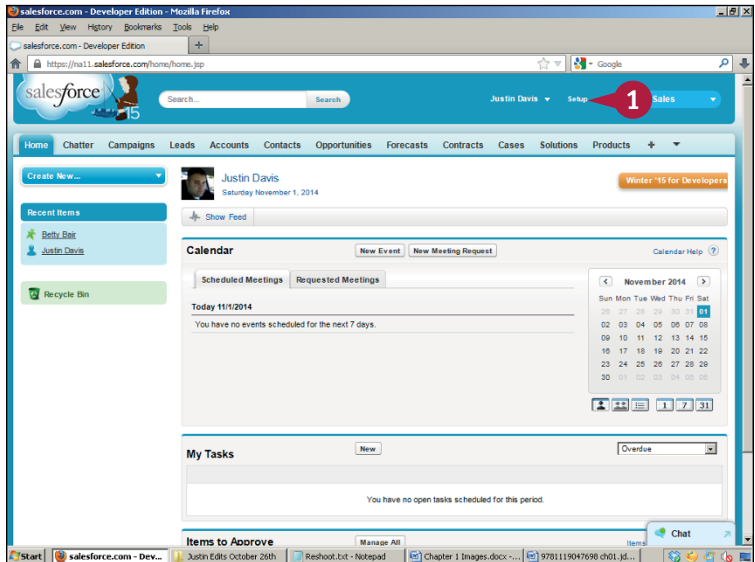 salesforce.com - Developer Edition - Mozilla Firefox
File Edit View History Bookmarks Tools Help
salesforce.com - Developer Edition +
https://na11.salesforce.com/home/home.jsp Google
salesforce 15 Search... Search Justin Davis Setup 1 Sales
Home Chatter Campaigns Leads Accounts Contacts Opportunities Forecasts Contracts Cases Solutions Products +
Create New...
Justin Davis
Saturday November 1, 2014
Winter '15 for Developers
Recent Items
Betty Bair
Justin Davis
Recycle Bin
Show Feed
Calendar New Event New Meeting Request Calendar Help ?
Scheduled Meetings Requested Meetings
Today 11/1/2014
You have no events scheduled for the next 7 days.
< November 2014 >
Sun Mon Tue Wed Thu Fri Sat
26 27 28 29 30 31 01
02 03 04 05 06 07 08
09 10 11 12 13 14 15
16 17 18 19 20 21 22
23 24 25 26 27 28 29
30 01 02 03 04 05 06
1 7 31
My Tasks New Overdue
You have no open tasks scheduled for this period.
Items to Approve Manage All Items
Chat
Start salesforce.com - Dev... Justin Edits October 26th Reshoot.txt - Notepad Chapter 1 Images.docx -... 9781119047698 ch01.jd...